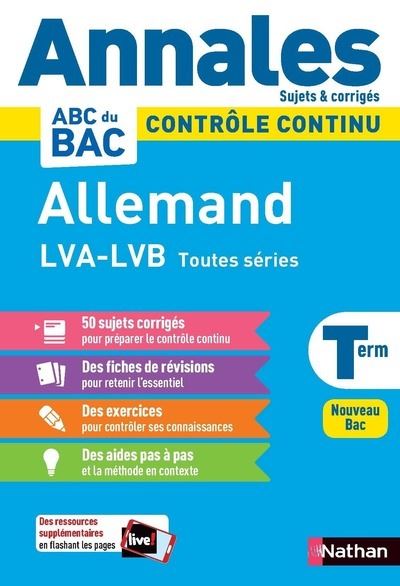 Annales
Sujets & corrigés
ABC du
BAC
CONTRÔLE CONTINU
Allemand
LVA-LVB Toutes séries
50 sujets corrigés
pour préparer le contrôle continu
Des fiches de révisions
pour retenir l'essentiel
Des exercices
pour contrôler ses connaissances
Des aides pas à pas
et la méthode en contexte
Term
Nouveau
Bac
Des ressources
supplémentaires
en flashant les pages
live!
Nathan